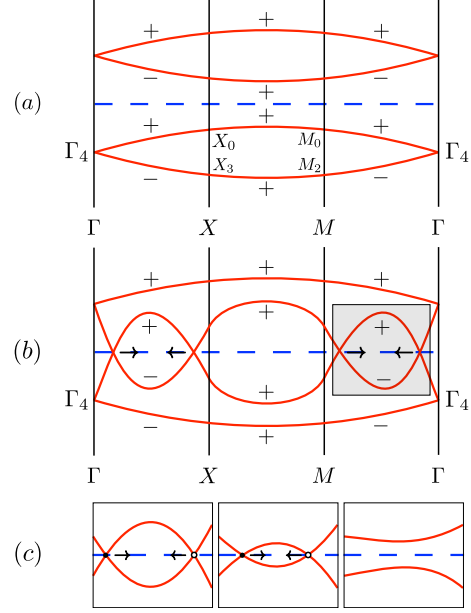 + + +
− −
(a) +
+
+ +
X₀ M₀
Γ₄ Γ₄
X₃ M₂
− + −
Γ X M Γ
+ + +
+ + +
(b)
− + −
Γ₄ Γ₄
− + −
Γ X M Γ
(c)